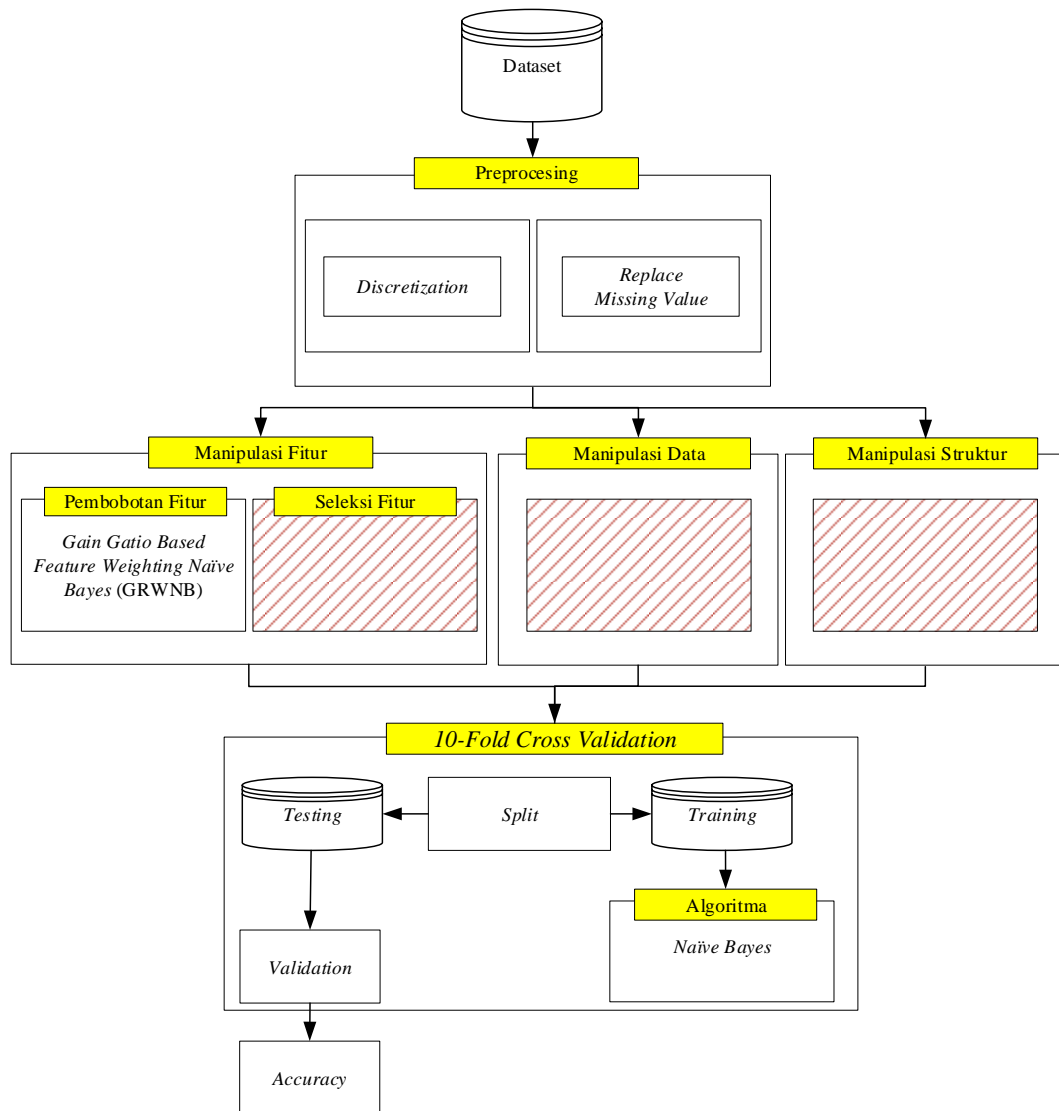 Dataset
Preprocesing
Discretization
Replace
Missing Value
Manipulasi Fitur
Manipulasi Data
Manipulasi Struktur
Pembobotan Fitur
Seleksi Fitur
Gain Gatio Based
Feature Weighting Naïve
Bayes (GRWNB)
10-Fold Cross Validation
Testing
Split
Training
Algoritma
Naïve Bayes
Validation
Accuracy